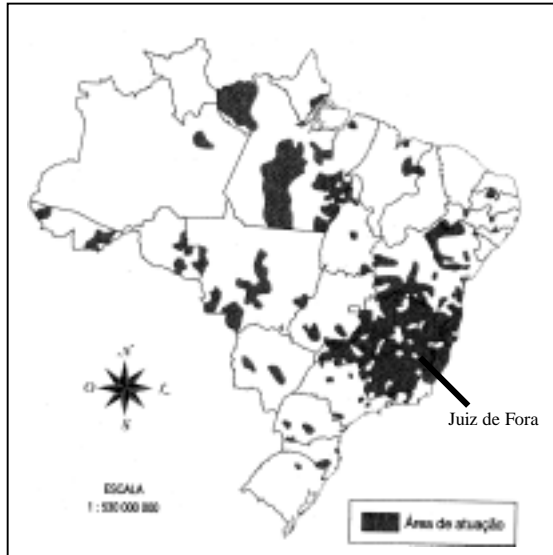 N
O
L
S
Juiz de Fora
ESCALA
1 : 530 000 000
Área de atuação